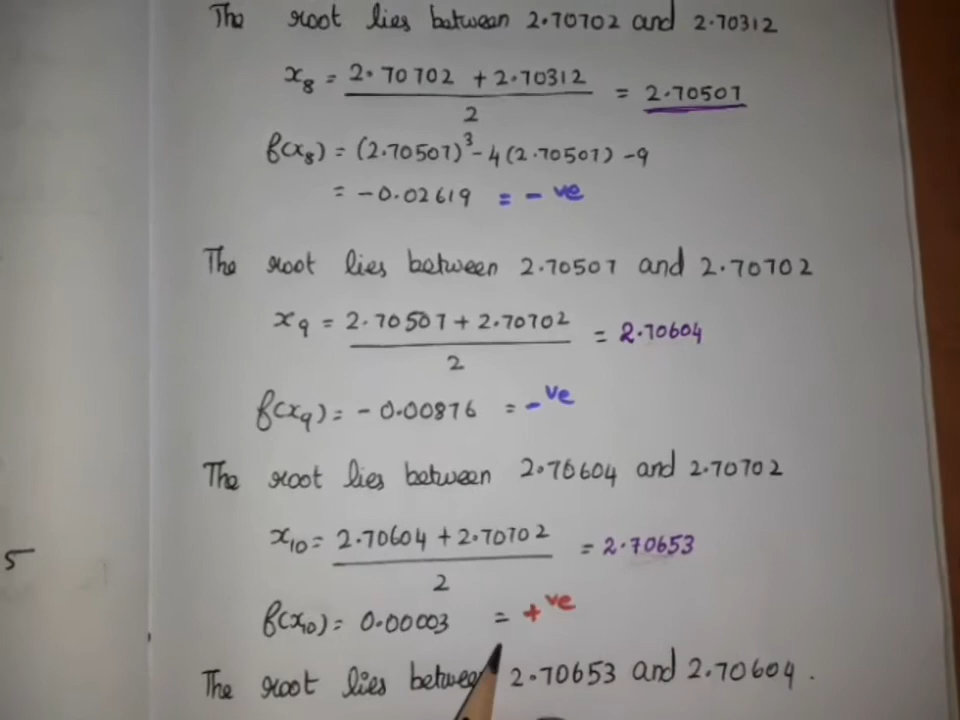 The root lies between 2.70702 and 2.70312
x₈ = (2.70702 + 2.70312)/2 = 2.70507
f(x₈) = (2.70507)³ - 4(2.70507) - 9
= -0.02619 = - ve
The root lies between 2.70507 and 2.70702
x₉ = (2.70507 + 2.70702)/2 = 2.70604
f(x₉) = - 0.00876 = - ve
The root lies between 2.70604 and 2.70702
x₁₀ = (2.70604 + 2.70702)/2 = 2.70653
5
f(x₁₀) = 0.00003 = + ve
The root lies between 2.70653 and 2.70604.